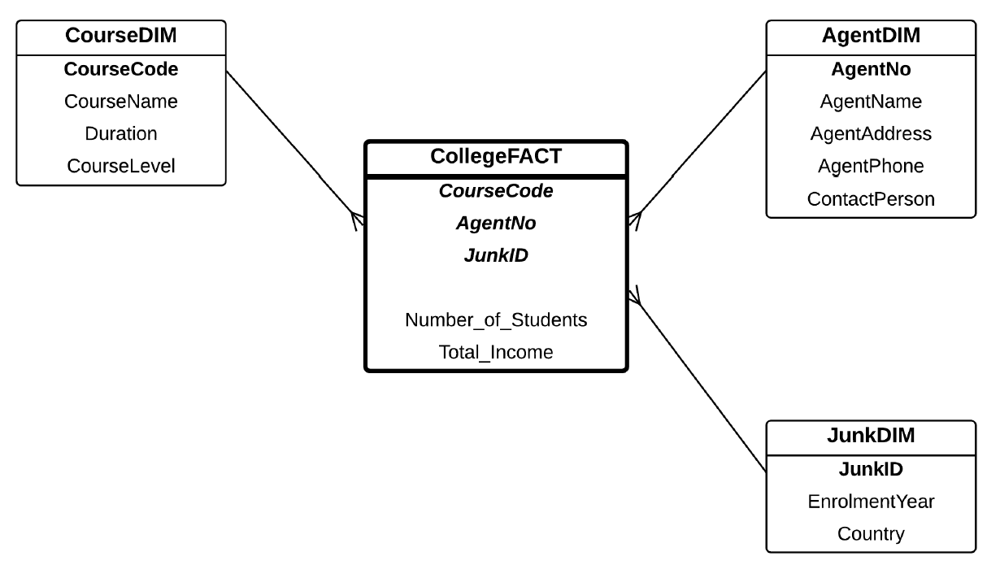 CourseDIM
CourseCode
CourseName
Duration
CourseLevel
AgentDIM
AgentNo
AgentName
AgentAddress
AgentPhone
ContactPerson
CollegeFACT
CourseCode
AgentNo
JunkID
Number_of_Students
Total_Income
JunkDIM
JunkID
EnrolmentYear
Country